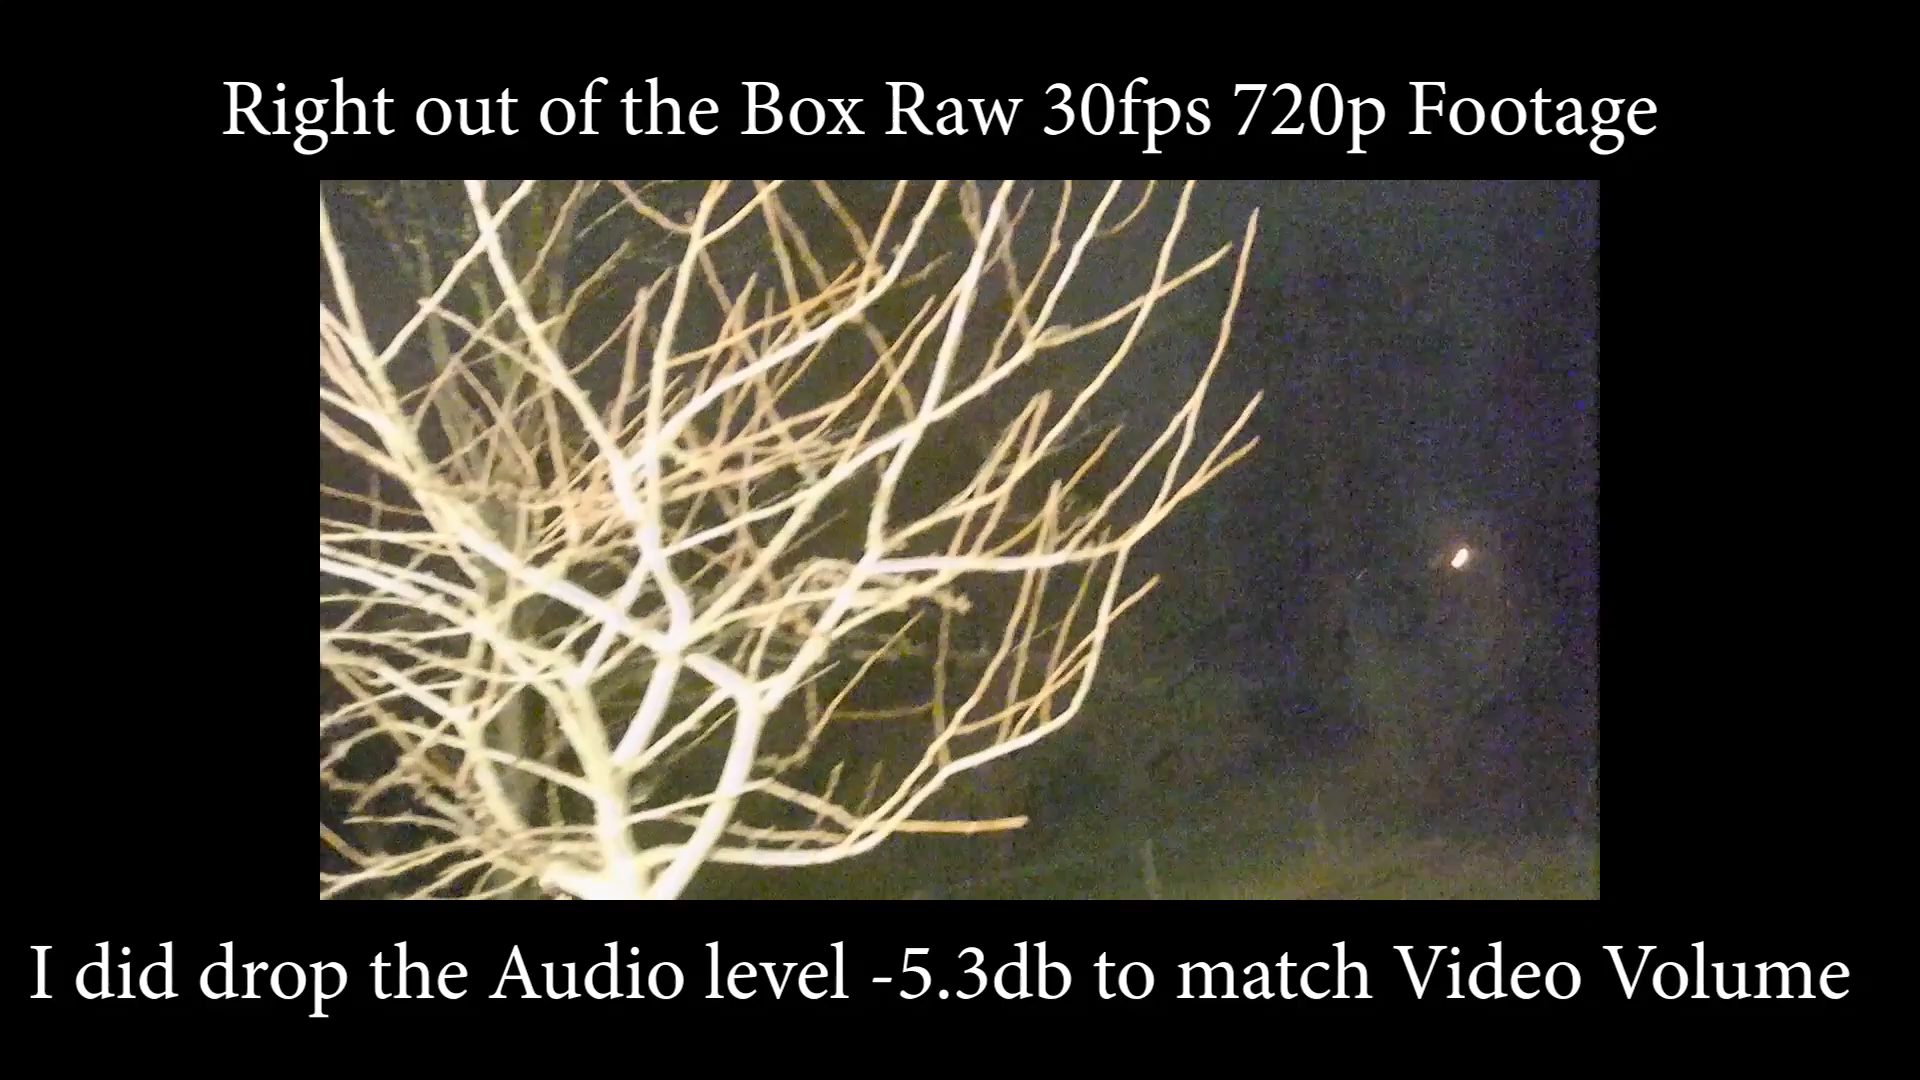 Right out of the Box Raw 30fps 720p Footage
I did drop the Audio level -5.3db to match Video Volume